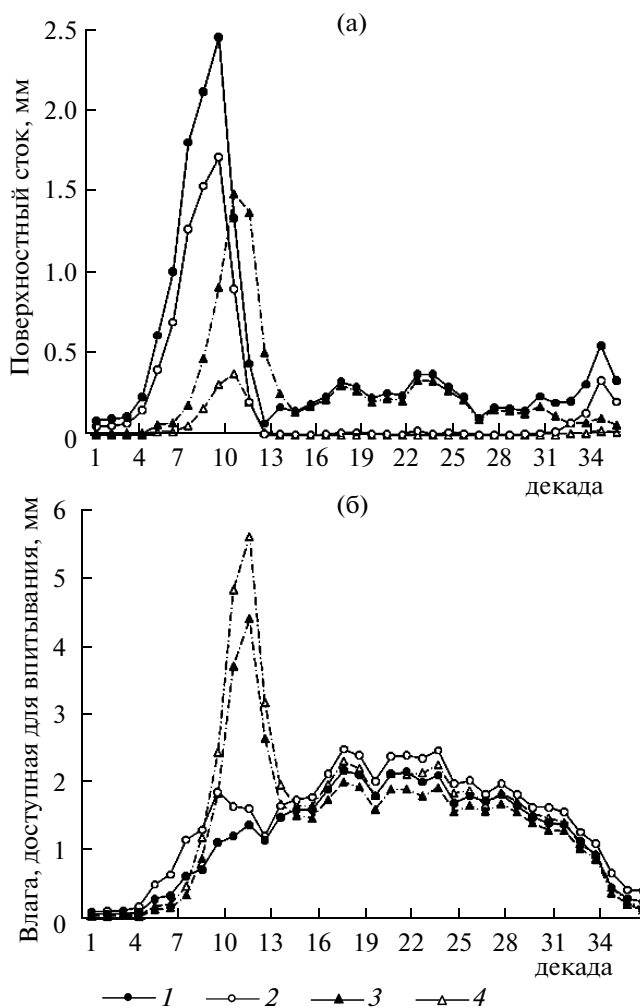 (а)
Поверхностный сток, мм
2.5
2.0
1.5
1.0
0.5
0
1 4 7 10 13 16 19 22 25 28 31 34
декада
(б)
Влага, доступная для впитывания, мм
6
5
4
3
2
1
0
1 4 7 10 13 16 19 22 25 28 31 34
декада
1 2 3 4